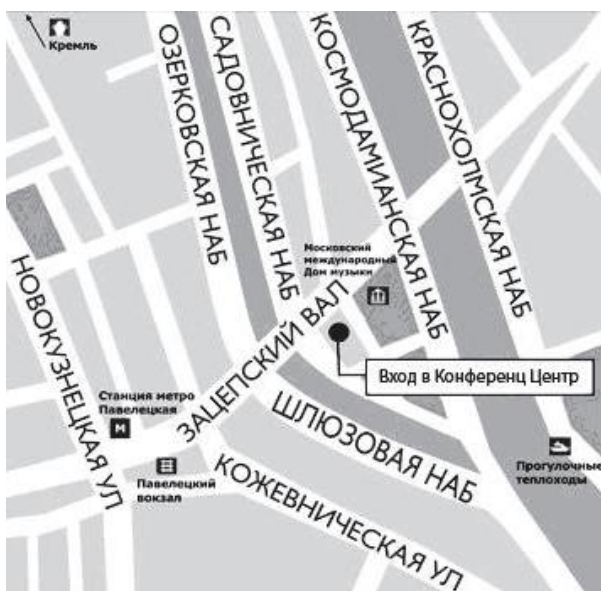 Кремль
ОЗЕРКОВСКАЯ НАБ
САДОВНИЧЕСКАЯ НАБ
КОСМОДАМИАНСКАЯ НАБ
КРАСНОХОЛМСКАЯ НАБ
Московский
международный
Дом музыки
НОВОКУЗНЕЦКАЯ УЛ
ЗАЦЕПСКИЙ ВАЛ
Вход в Конференц Центр
Станция метро
Павелецкая
М
ШЛЮЗОВАЯ НАБ
Павелецкий
вокзал
КОЖЕВНИЧЕСКАЯ УЛ
Прогулочные
теплоходы